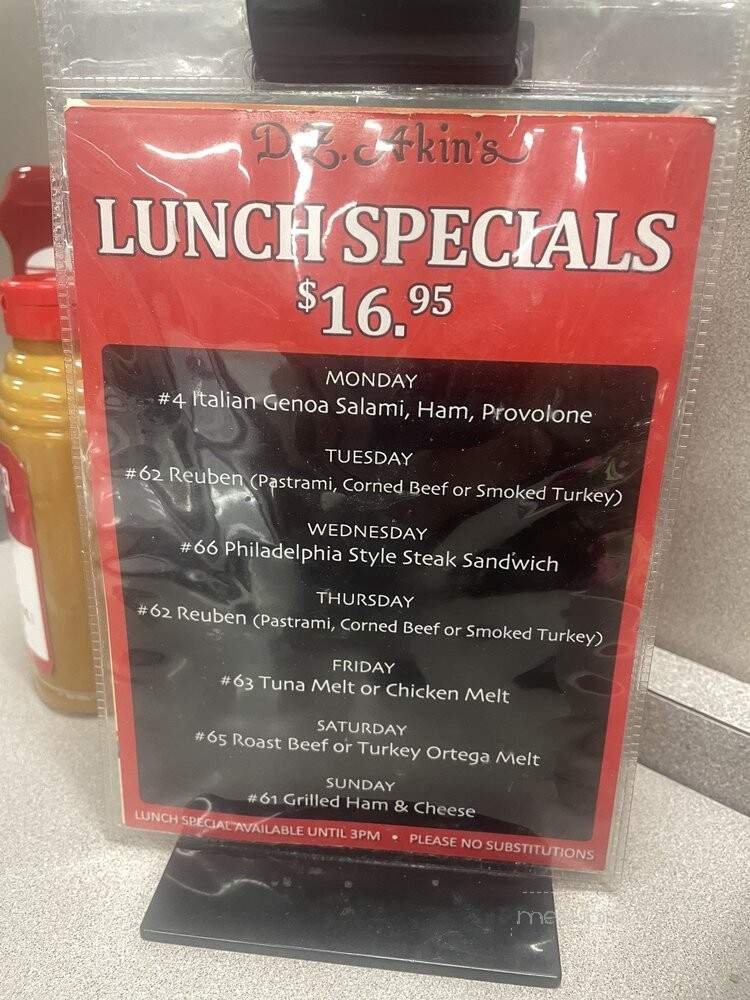 D.Z. Akin's
LUNCH SPECIALS
$16.95
MONDAY
#4 Italian Genoa Salami, Ham, Provolone
TUESDAY
#62 Reuben (Pastrami, Corned Beef or Smoked Turkey)
WEDNESDAY
#66 Philadelphia Style Steak Sandwich
THURSDAY
#62 Reuben (Pastrami, Corned Beef or Smoked Turkey)
FRIDAY
#63 Tuna Melt or Chicken Melt
SATURDAY
#65 Roast Beef or Turkey Ortega Melt
SUNDAY
#61 Grilled Ham & Cheese
LUNCH SPECIAL AVAILABLE UNTIL 3PM • PLEASE NO SUBSTITUTIONS